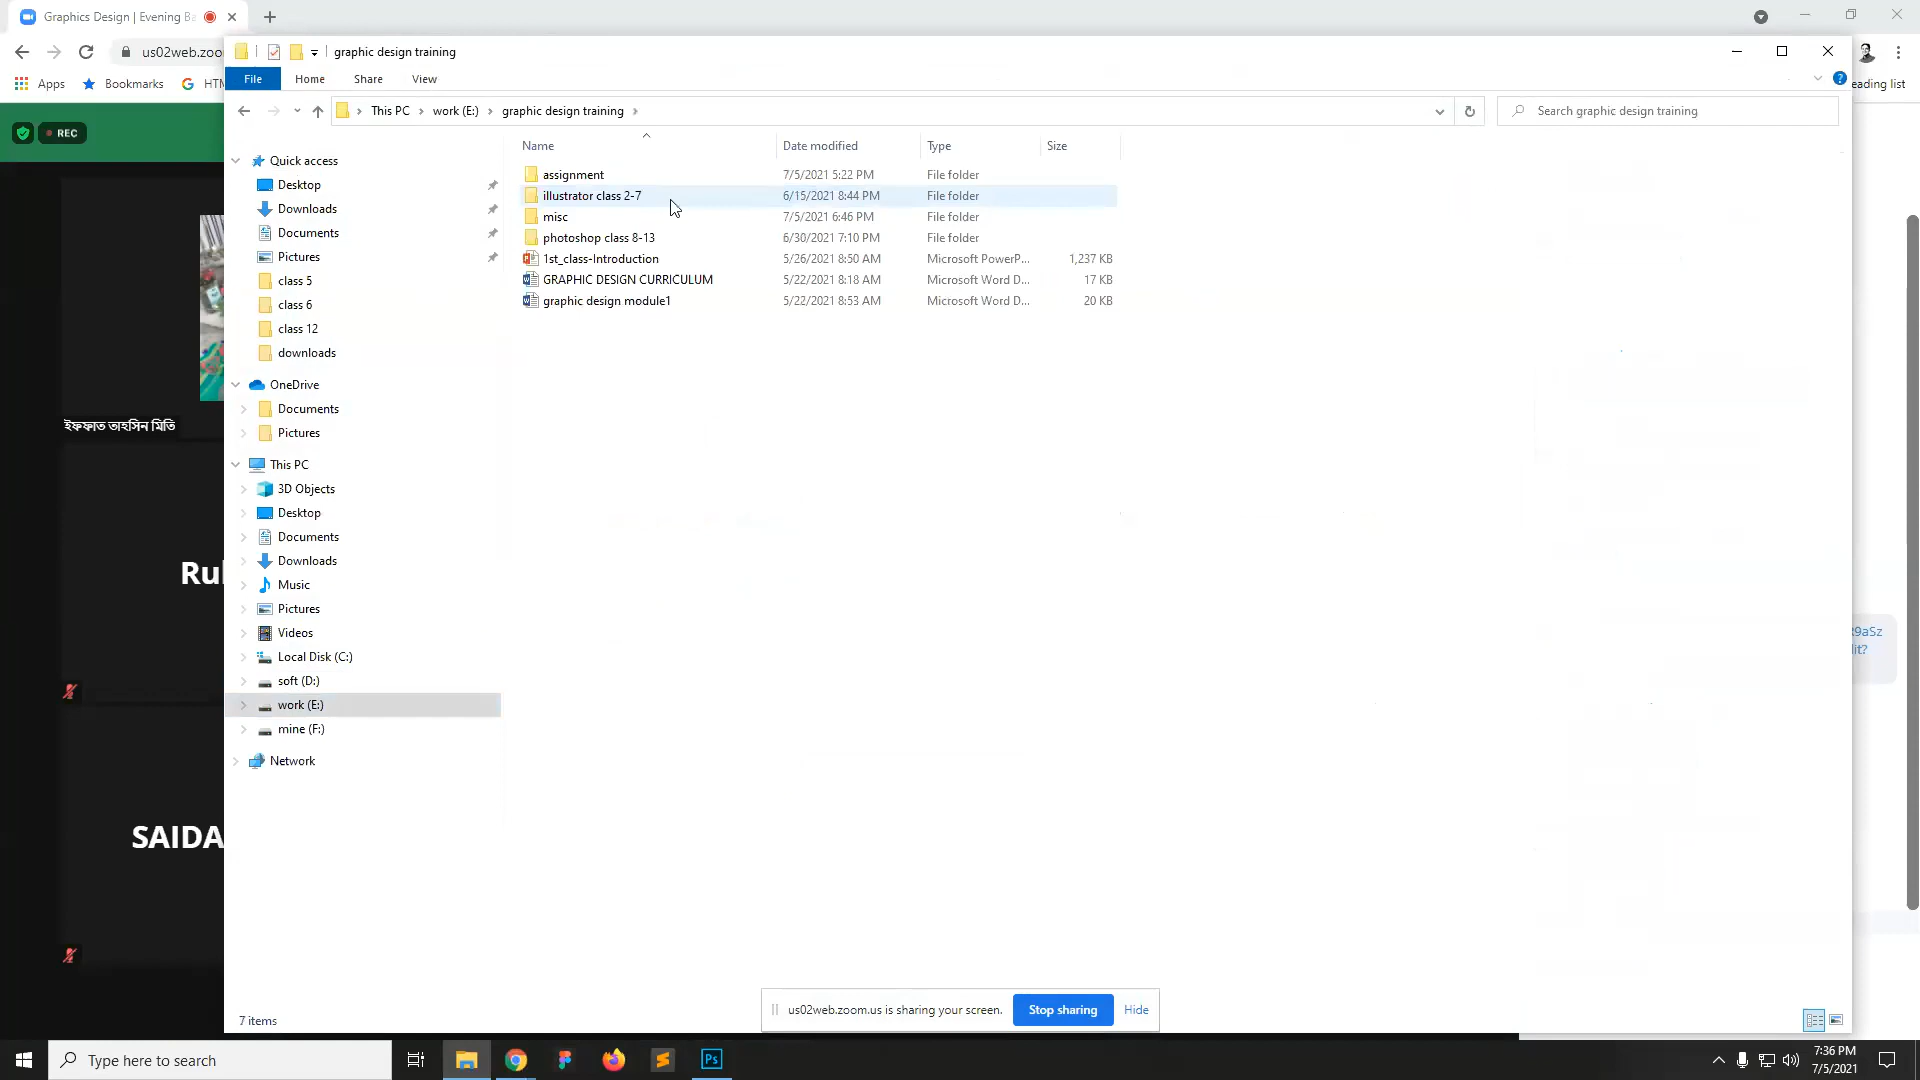 Graphics Design | Evening Ba
us02web.zoo
Apps
Bookmarks
HTN
eading list
REC
ইফফাত তাহসিন মিতি
SAIDA
graphic design training
File
Home
Share
View
This PC
work (E:)
graphic design training
Search graphic design training
Quick access
Desktop
Downloads
Documents
Pictures
class 5
class 6
class 12
downloads
OneDrive
Documents
Pictures
This PC
3D Objects
Desktop
Documents
Downloads
Music
Pictures
Videos
Local Disk (C:)
soft (D:)
work (E:)
mine (F:)
Network
Name Date modified Type Size
assignment 7/5/2021 5:22 PM File folder
illustrator class 2-7 6/15/2021 8:44 PM File folder
misc 7/5/2021 6:46 PM File folder
photoshop class 8-13 6/30/2021 7:10 PM File folder
1st_class-Introduction 5/26/2021 8:50 AM Microsoft PowerP... 1,237 KB
GRAPHIC DESIGN CURRICULUM 5/22/2021 8:18 AM Microsoft Word D... 17 KB
graphic design module1 5/22/2021 8:53 AM Microsoft Word D... 20 KB
9aSz
lit?
7 items
us02web.zoom.us is sharing your screen. Stop sharing Hide
Type here to search
Ps
7:36 PM
7/5/2021